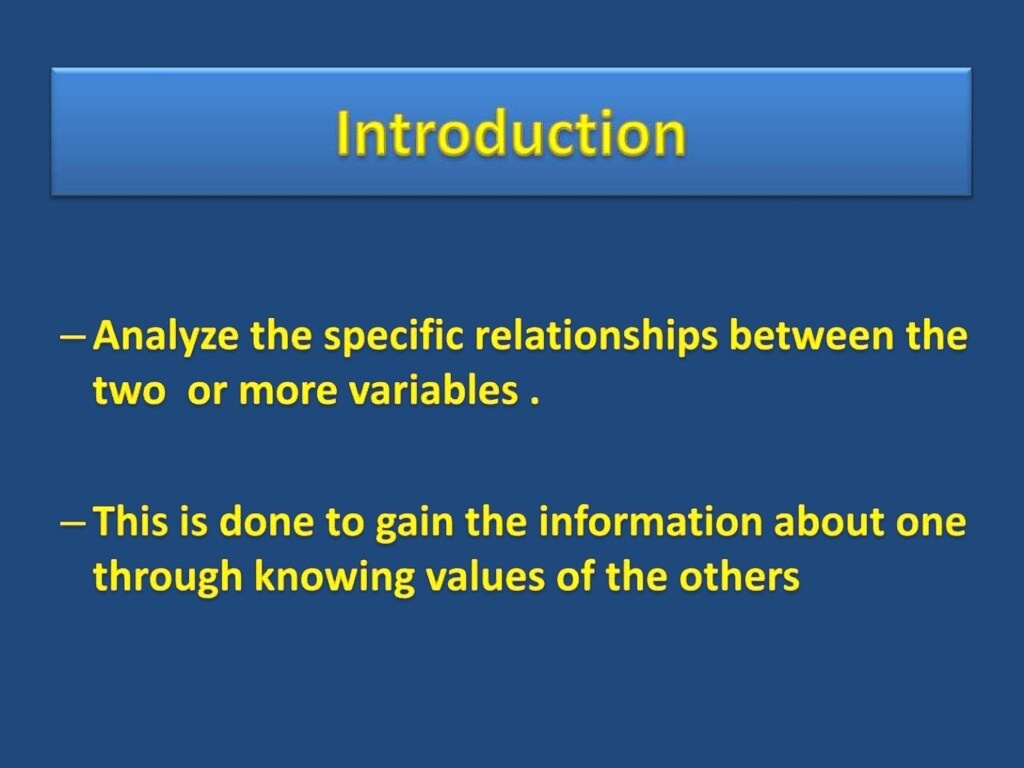 Introduction
– Analyze the specific relationships between the
two  or more variables .
– This is done to gain the information about one
through knowing values of the others